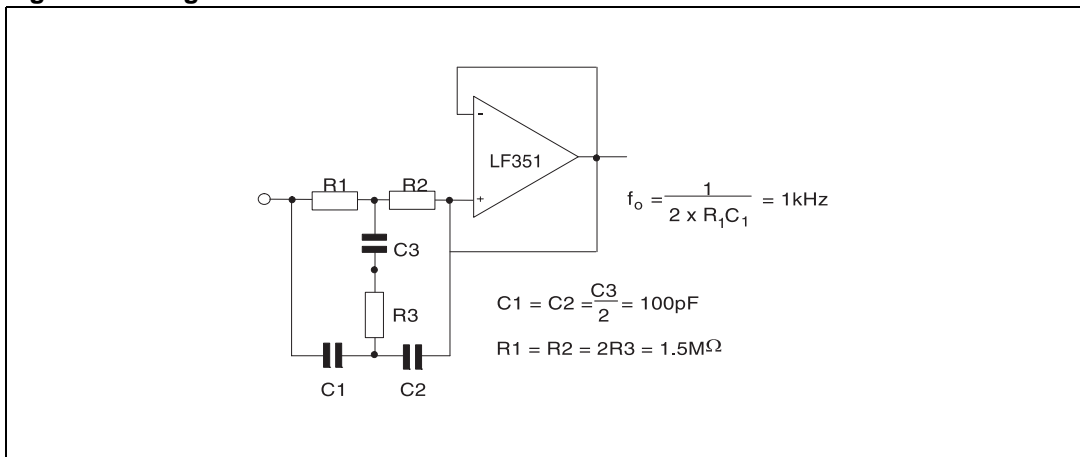 -
LF351
+
R1
R2
C3
R3
C1
C2
f₀ = 1 / 2 x R₁C₁ = 1kHz
C1 = C2 = C3 / 2 = 100pF
R1 = R2 = 2R3 = 1.5MΩ